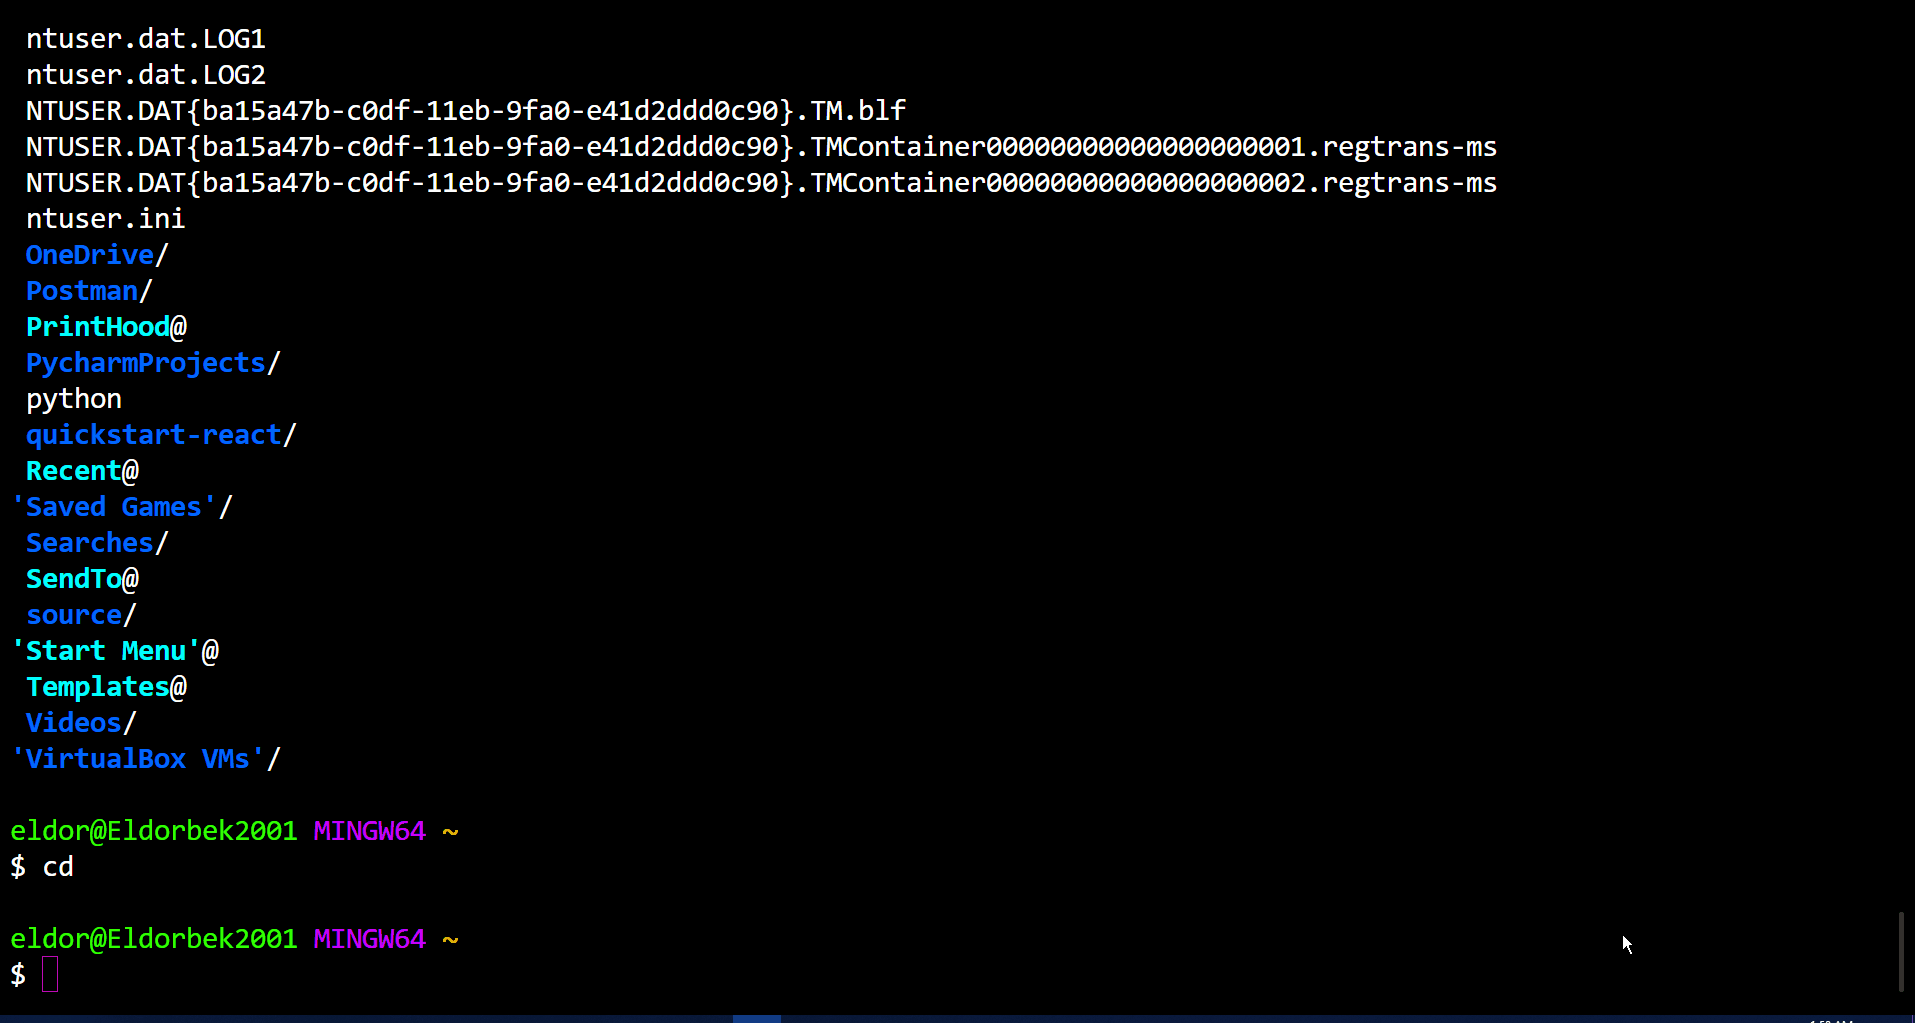 ntuser.dat.LOG1
ntuser.dat.LOG2
NTUSER.DAT{ba15a47b-c0df-11eb-9fa0-e41d2ddd0c90}.TM.blf
NTUSER.DAT{ba15a47b-c0df-11eb-9fa0-e41d2ddd0c90}.TMContainer00000000000000000001.regtrans-ms
NTUSER.DAT{ba15a47b-c0df-11eb-9fa0-e41d2ddd0c90}.TMContainer00000000000000000002.regtrans-ms
ntuser.ini
OneDrive/
Postman/
PrintHood@
PycharmProjects/
python
quickstart-react/
Recent@
'Saved Games'/
Searches/
SendTo@
source/
'Start Menu'@
Templates@
Videos/
'VirtualBox VMs'/
eldor@Eldorbek2001 MINGW64 ~
$ cd
eldor@Eldorbek2001 MINGW64 ~
$